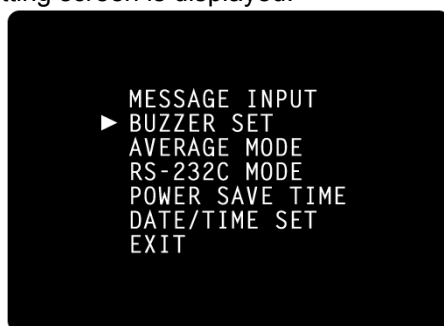 setting screen is displayed.
MESSAGE INPUT
▶ BUZZER SET
AVERAGE MODE
RS-232C MODE
POWER SAVE TIME
DATE/TIME SET
EXIT